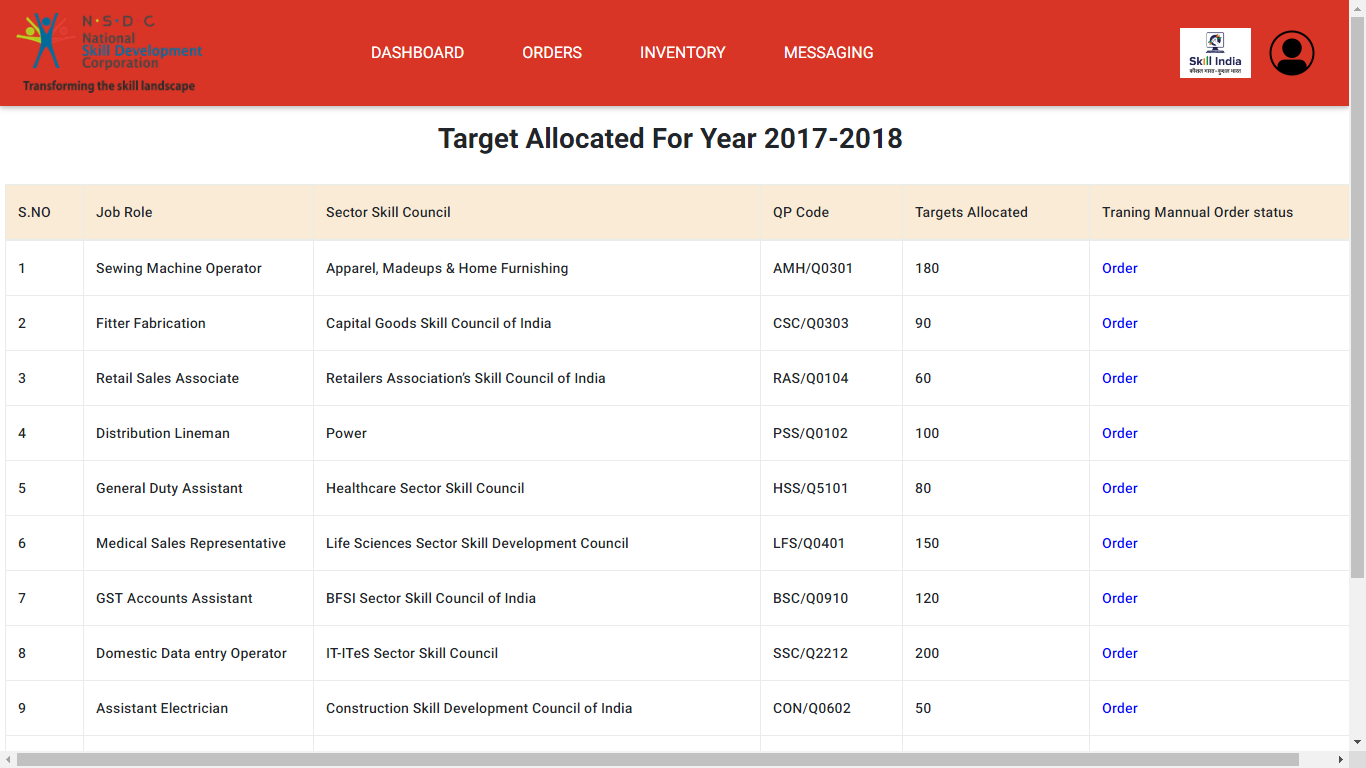 N·S·D C
National
Skill Development
Corporation
Transforming the skill landscape
DASHBOARD ORDERS INVENTORY MESSAGING
Skill India
कौशल भारत - कुशल भारत
Target Allocated For Year 2017-2018
S.NO Job Role Sector Skill Council QP Code Targets Allocated Traning Mannual Order status
1 Sewing Machine Operator Apparel, Madeups & Home Furnishing AMH/Q0301 180 Order
2 Fitter Fabrication Capital Goods Skill Council of India CSC/Q0303 90 Order
3 Retail Sales Associate Retailers Association’s Skill Council of India RAS/Q0104 60 Order
4 Distribution Lineman Power PSS/Q0102 100 Order
5 General Duty Assistant Healthcare Sector Skill Council HSS/Q5101 80 Order
6 Medical Sales Representative Life Sciences Sector Skill Development Council LFS/Q0401 150 Order
7 GST Accounts Assistant BFSI Sector Skill Council of India BSC/Q0910 120 Order
8 Domestic Data entry Operator IT-ITeS Sector Skill Council SSC/Q2212 200 Order
9 Assistant Electrician Construction Skill Development Council of India CON/Q0602 50 Order